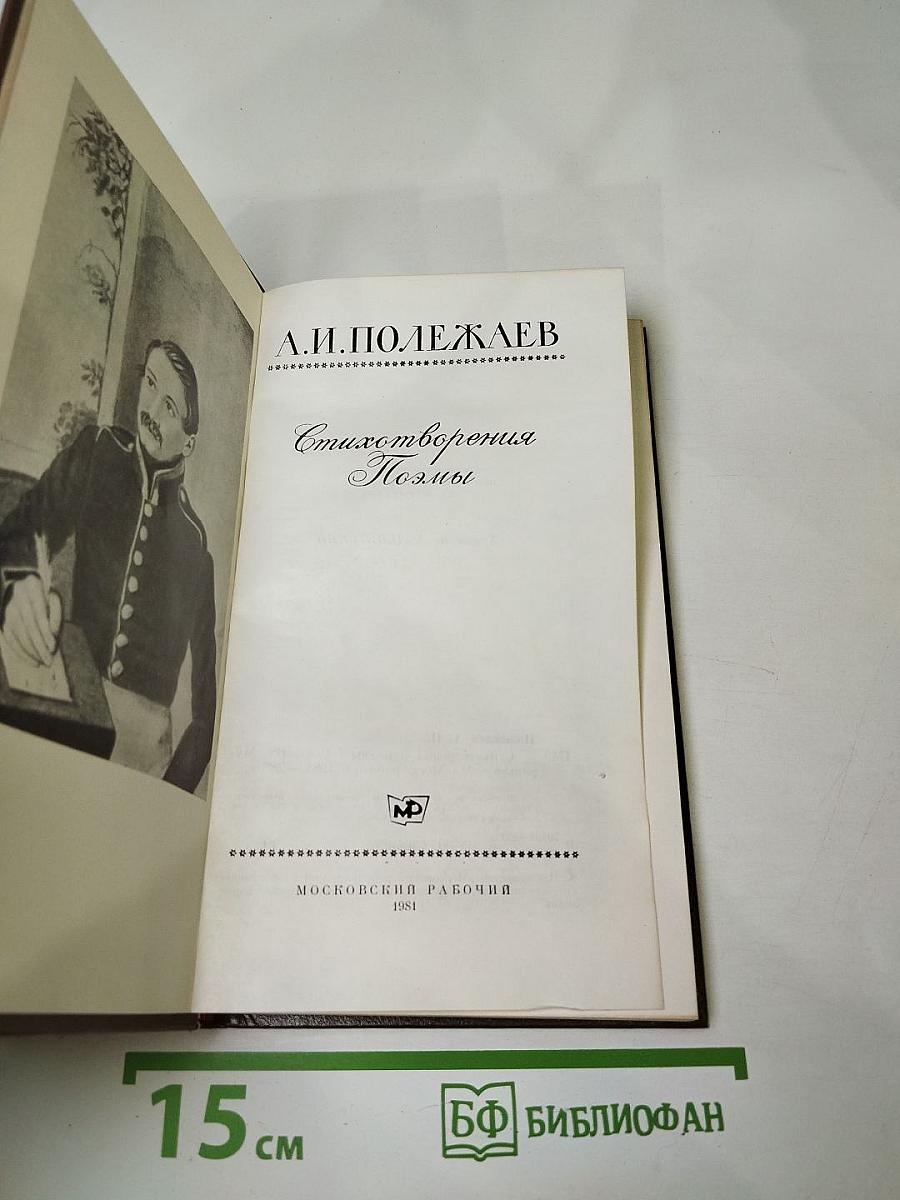 А.И.ПОЛЕЖАЕВ
Стихотворения
Поэмы
МР
МОСКОВСКИЙ РАБОЧИЙ
1981
15 см
БФ БИБЛИОФАН